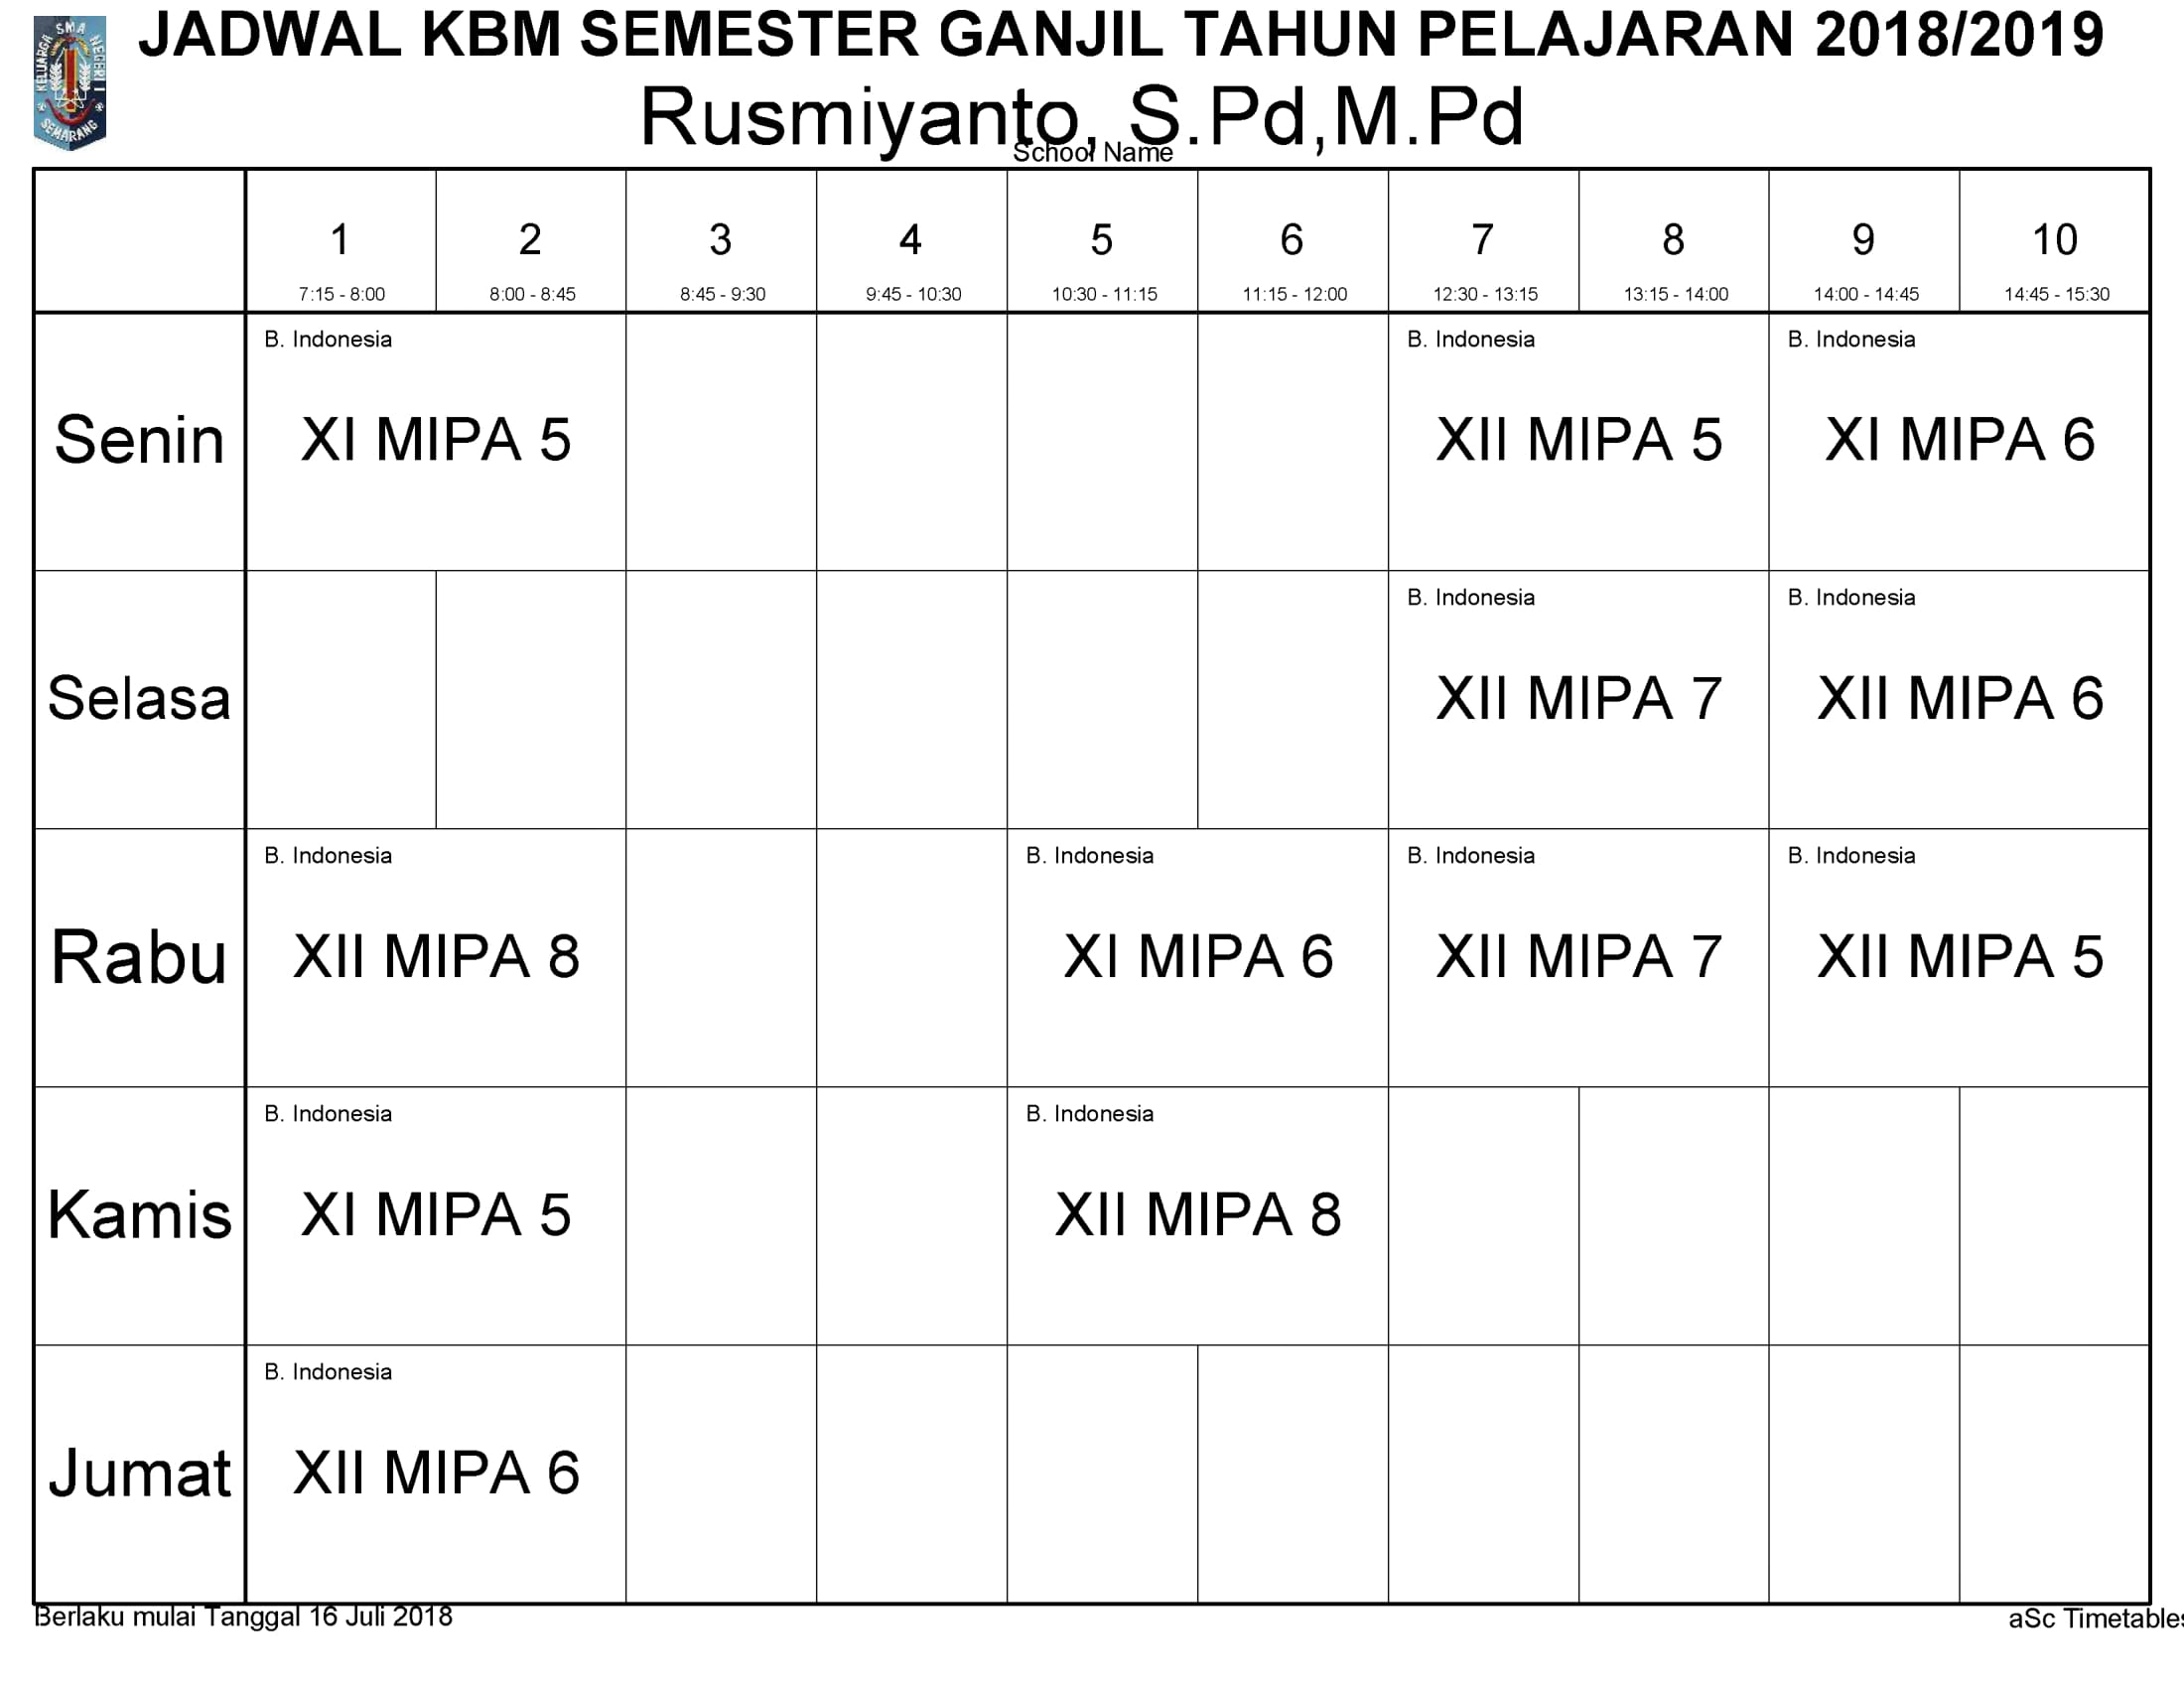 KELUARGA SMA NEGERI 1
SEMARANG
JADWAL KBM SEMESTER GANJIL TAHUN PELAJARAN 2018/2019
Rusmiyanto, S.Pd,M.Pd
School Name
1 2 3 4 5 6 7 8 9 10
7:15 - 8:00 8:00 - 8:45 8:45 - 9:30 9:45 - 10:30 10:30 - 11:15 11:15 - 12:00 12:30 - 13:15 13:15 - 14:00 14:00 - 14:45 14:45 - 15:30
B. Indonesia B. Indonesia B. Indonesia
Senin XI MIPA 5 XII MIPA 5 XI MIPA 6
B. Indonesia B. Indonesia
Selasa XII MIPA 7 XII MIPA 6
B. Indonesia B. Indonesia B. Indonesia B. Indonesia
Rabu XII MIPA 8 XI MIPA 6 XII MIPA 7 XII MIPA 5
B. Indonesia B. Indonesia
Kamis XI MIPA 5 XII MIPA 8
B. Indonesia
Jumat XII MIPA 6
Berlaku mulai Tanggal 16 Juli 2018 aSc Timetables